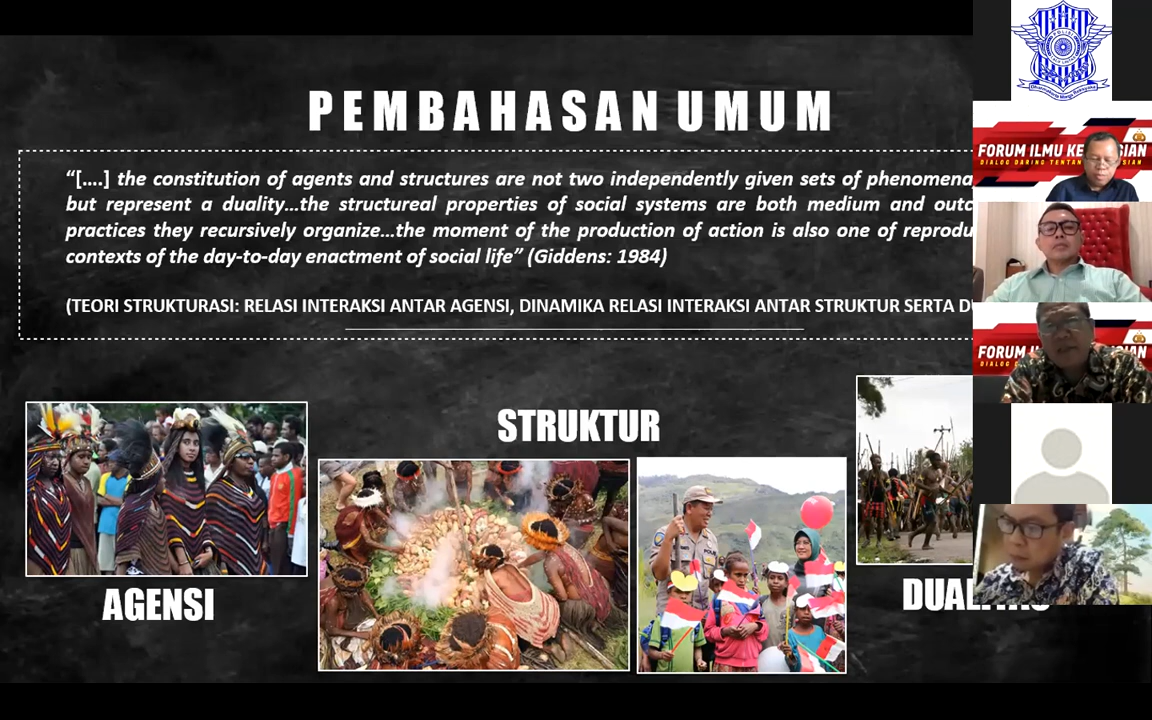 PEMBAHASAN UMUM
“[....] the constitution of agents and structures are not two independently given sets of phenomena
but represent a duality...the structureal properties of social systems are both medium and
practices they recursively organize...the moment of the production of action is also one of
contexts of the day-to-day enactment of social life” (Giddens: 1984)
(TEORI STRUKTURASI: RELASI INTERAKSI ANTAR AGENSI, DINAMIKA RELASI INTERAKSI ANTAR STRUKTUR SERTA
AGENSI
STRUKTUR
FORUM ILMU
DIALOG DARING
FORUM
DIALOG